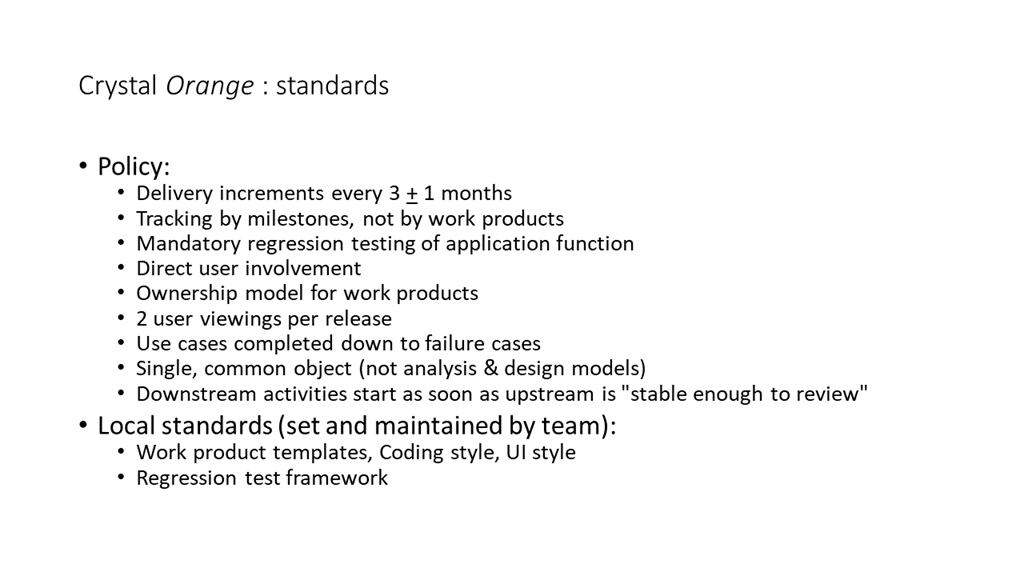 Crystal Orange : standards
• Policy:
• Delivery increments every 3 ± 1 months
• Tracking by milestones, not by work products
• Mandatory regression testing of application function
• Direct user involvement
• Ownership model for work products
• 2 user viewings per release
• Use cases completed down to failure cases
• Single, common object (not analysis & design models)
• Downstream activities start as soon as upstream is "stable enough to review"
• Local standards (set and maintained by team):
• Work product templates, Coding style, UI style
• Regression test framework